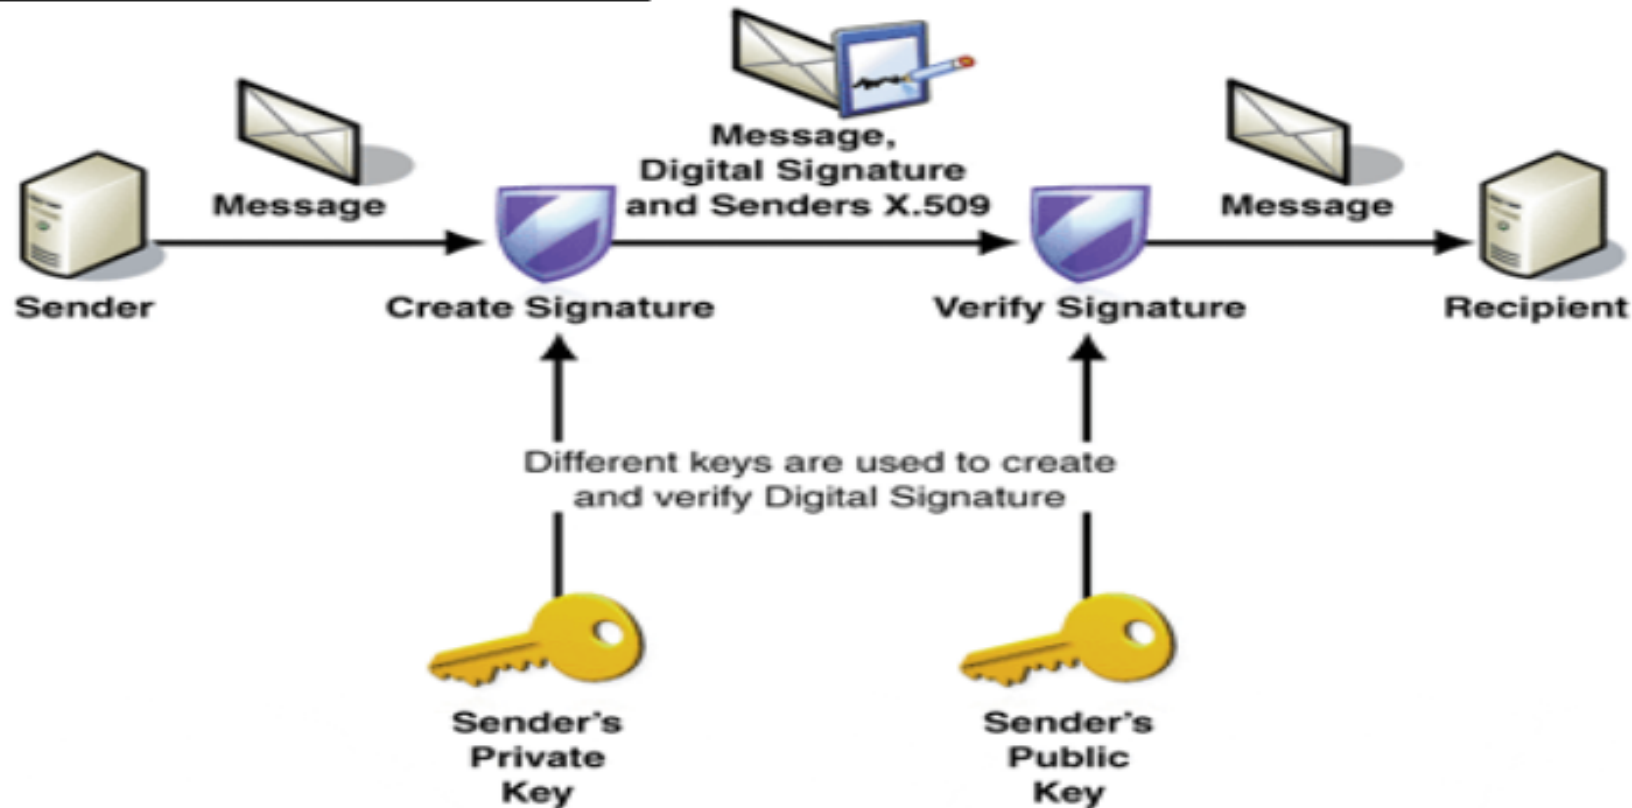 Message,
Digital Signature
and Senders X.509
Message
Message
Sender
Create Signature
Verify Signature
Recipient
Different keys are used to create
and verify Digital Signature
Sender's
Private
Key
Sender's
Public
Key